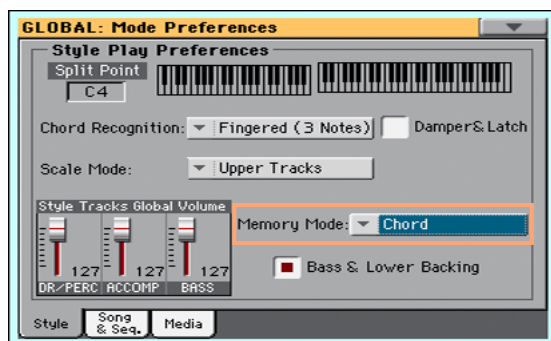 GLOBAL: Mode Preferences
Style Play Preferences
Split Point
C4
Chord Recognition: Fingered (3 Notes) Damper& Latch
Scale Mode: Upper Tracks
Style Tracks Global Volume
Memory Mode: Chord
127 127 127
Bass & Lower Backing
DR/PERC ACCOMP BASS
Style Song & Seq. Media